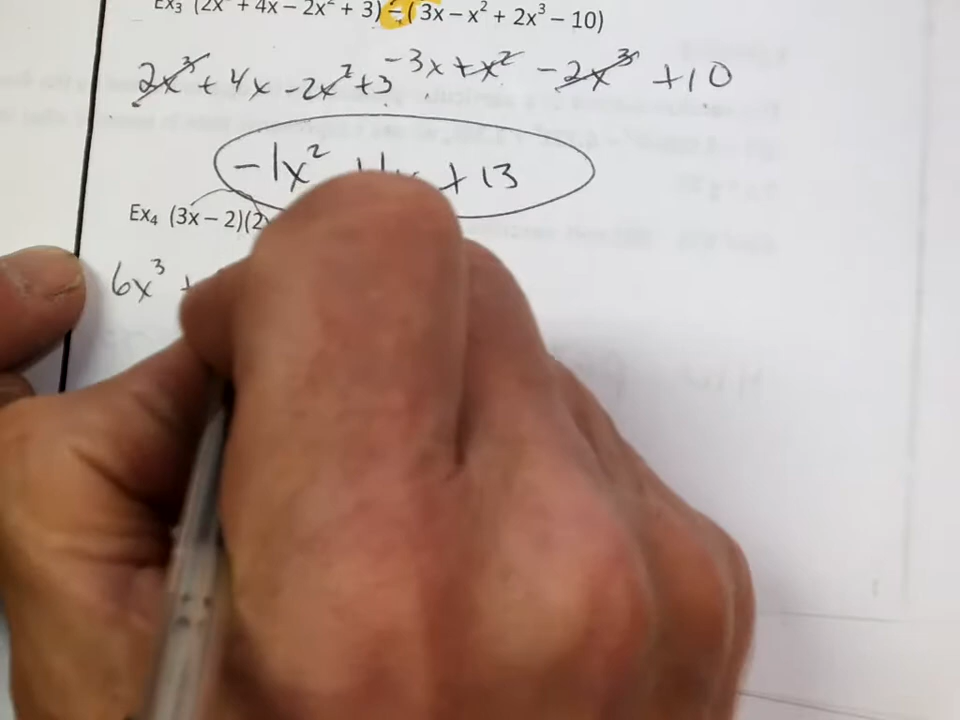 Ex₃ (2x + 4x − 2x² + 3) − (3x − x² + 2x³ − 10)
2x³ + 4x − 2x² + 3 − 3x + x² − 2x³ + 10
−1x² + 13
Ex₄ (3x − 2)(2
6x³ +